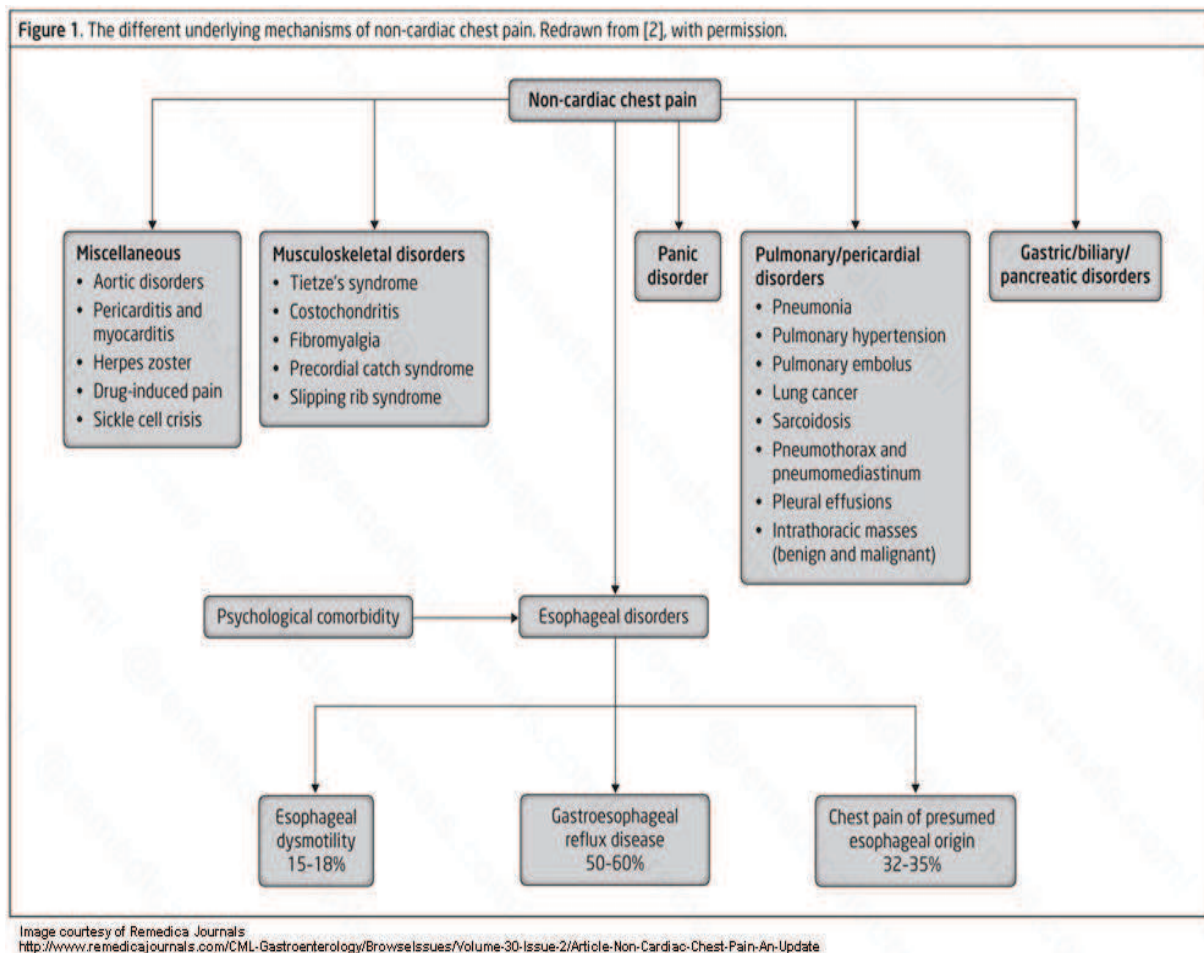 Figure 1. The different underlying mechanisms of non-cardiac chest pain. Redrawn from [2], with permission.
Non-cardiac chest pain
Miscellaneous
• Aortic disorders
• Pericarditis and
myocarditis
• Herpes zoster
• Drug-induced pain
• Sickle cell crisis
Musculoskeletal disorders
• Tietze's syndrome
• Costochondritis
• Fibromyalgia
• Precordial catch syndrome
• Slipping rib syndrome
Panic
disorder
Pulmonary/pericardial
disorders
• Pneumonia
• Pulmonary hypertension
• Pulmonary embolus
• Lung cancer
• Sarcoidosis
• Pneumothorax and
pneumomediastinum
• Pleural effusions
• Intrathoracic masses
(benign and malignant)
Gastric/biliary/
pancreatic disorders
Psychological comorbidity
Esophageal disorders
Esophageal
dysmotility
15-18%
Gastroesophageal
reflux disease
50-60%
Chest pain of presumed
esophageal origin
32-35%
Image courtesy of Remedica Journals
http://www.remedicajournals.com/CML-Gastroenterology/BrowseIssues/Volume-30-Issue-2/Article-Non-Cardiac-Chest-Pain-An-Update